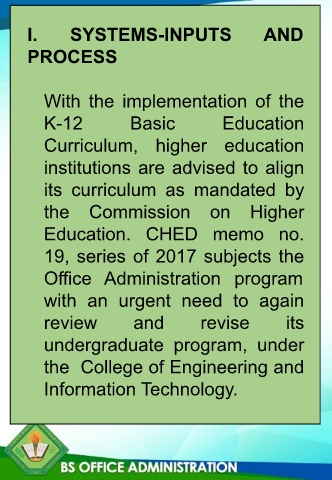 I. SYSTEMS-INPUTS AND
PROCESS
With the implementation of the
K-12 Basic Education
Curriculum, higher education
institutions are advised to align
its curriculum as mandated by
the Commission on Higher
Education. CHED memo no.
19, series of 2017 subjects the
Office Administration program
with an urgent need to again
review and revise its
undergraduate program, under
the College of Engineering and
Information Technology.
BS OFFICE ADMINISTRATION